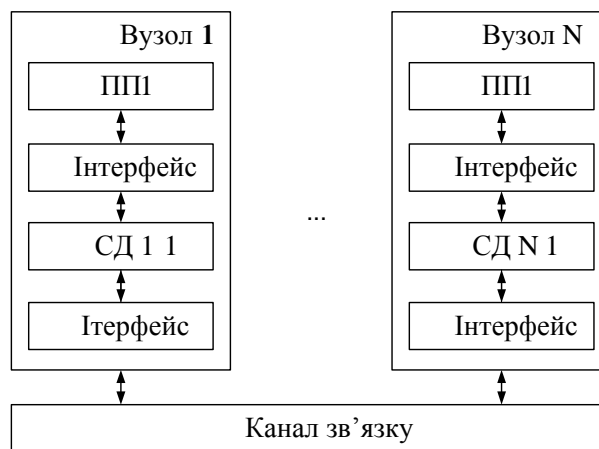 Вузол 1
ПП1
Інтерфейс
СД 1 1
Ітерфейс
...
Вузол N
ПП1
Інтерфейс
СД N 1
Інтерфейс
Канал зв’язку